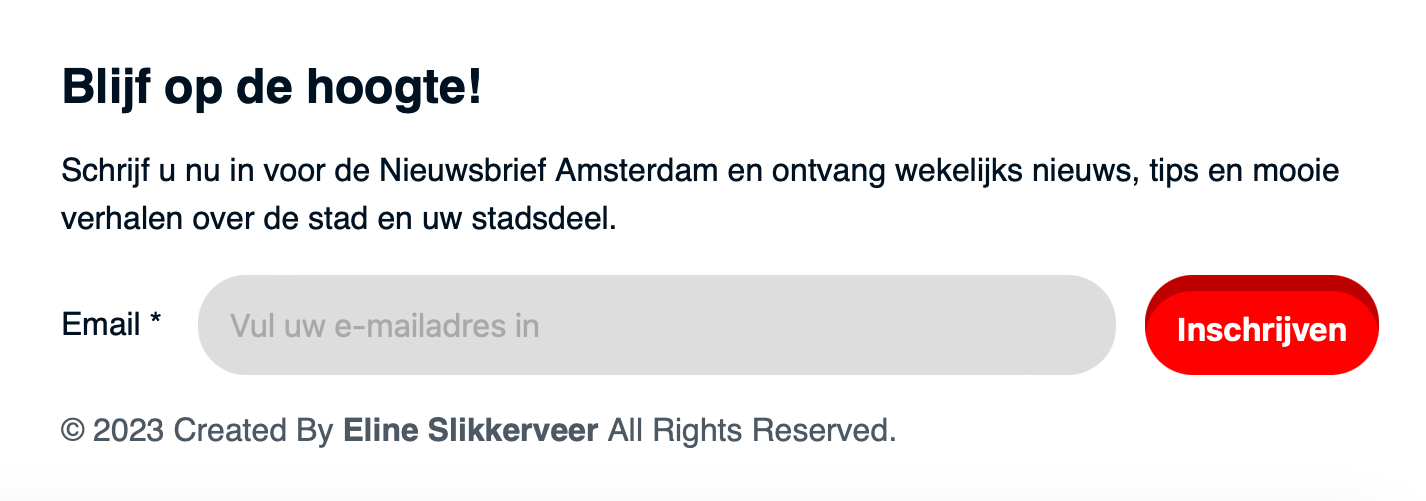 Blijf op de hoogte!
Schrijf u nu in voor de Nieuwsbrief Amsterdam en ontvang wekelijks nieuws, tips en mooie
verhalen over de stad en uw stadsdeel.
Email * Vul uw e-mailadres in Inschrijven
© 2023 Created By Eline Slikkerveer All Rights Reserved.